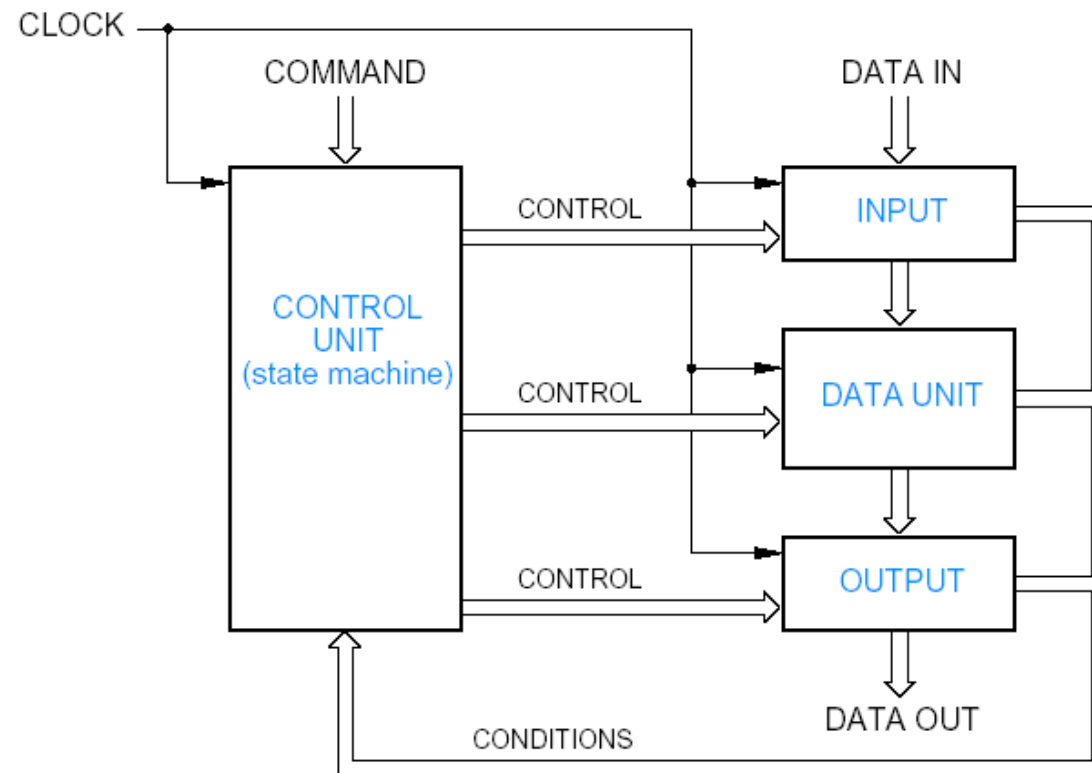 CLOCK
COMMAND
DATA IN
CONTROL
INPUT
CONTROL
UNIT
(state machine)
CONTROL
DATA UNIT
CONTROL
OUTPUT
DATA OUT
CONDITIONS